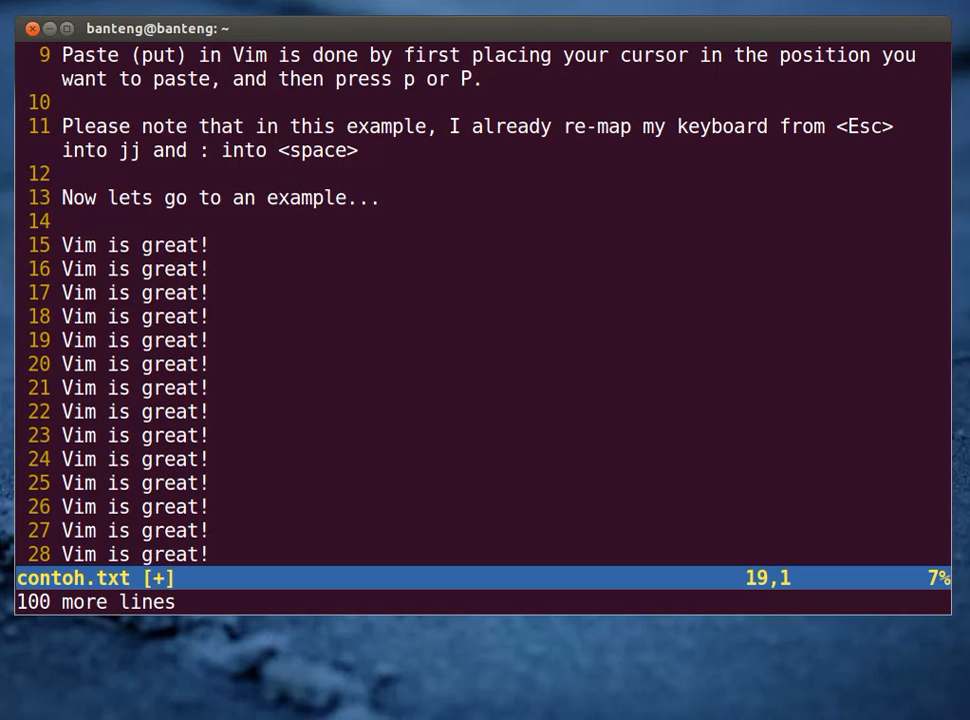 banteng@banteng: ~
9 Paste (put) in Vim is done by first placing your cursor in the position you
want to paste, and then press p or P.
10
11 Please note that in this example, I already re-map my keyboard from <Esc>
into jj and : into <space>
12
13 Now lets go to an example...
14
15 Vim is great!
16 Vim is great!
17 Vim is great!
18 Vim is great!
19 Vim is great!
20 Vim is great!
21 Vim is great!
22 Vim is great!
23 Vim is great!
24 Vim is great!
25 Vim is great!
26 Vim is great!
27 Vim is great!
28 Vim is great!
contoh.txt [+] 19,1 7%
100 more lines